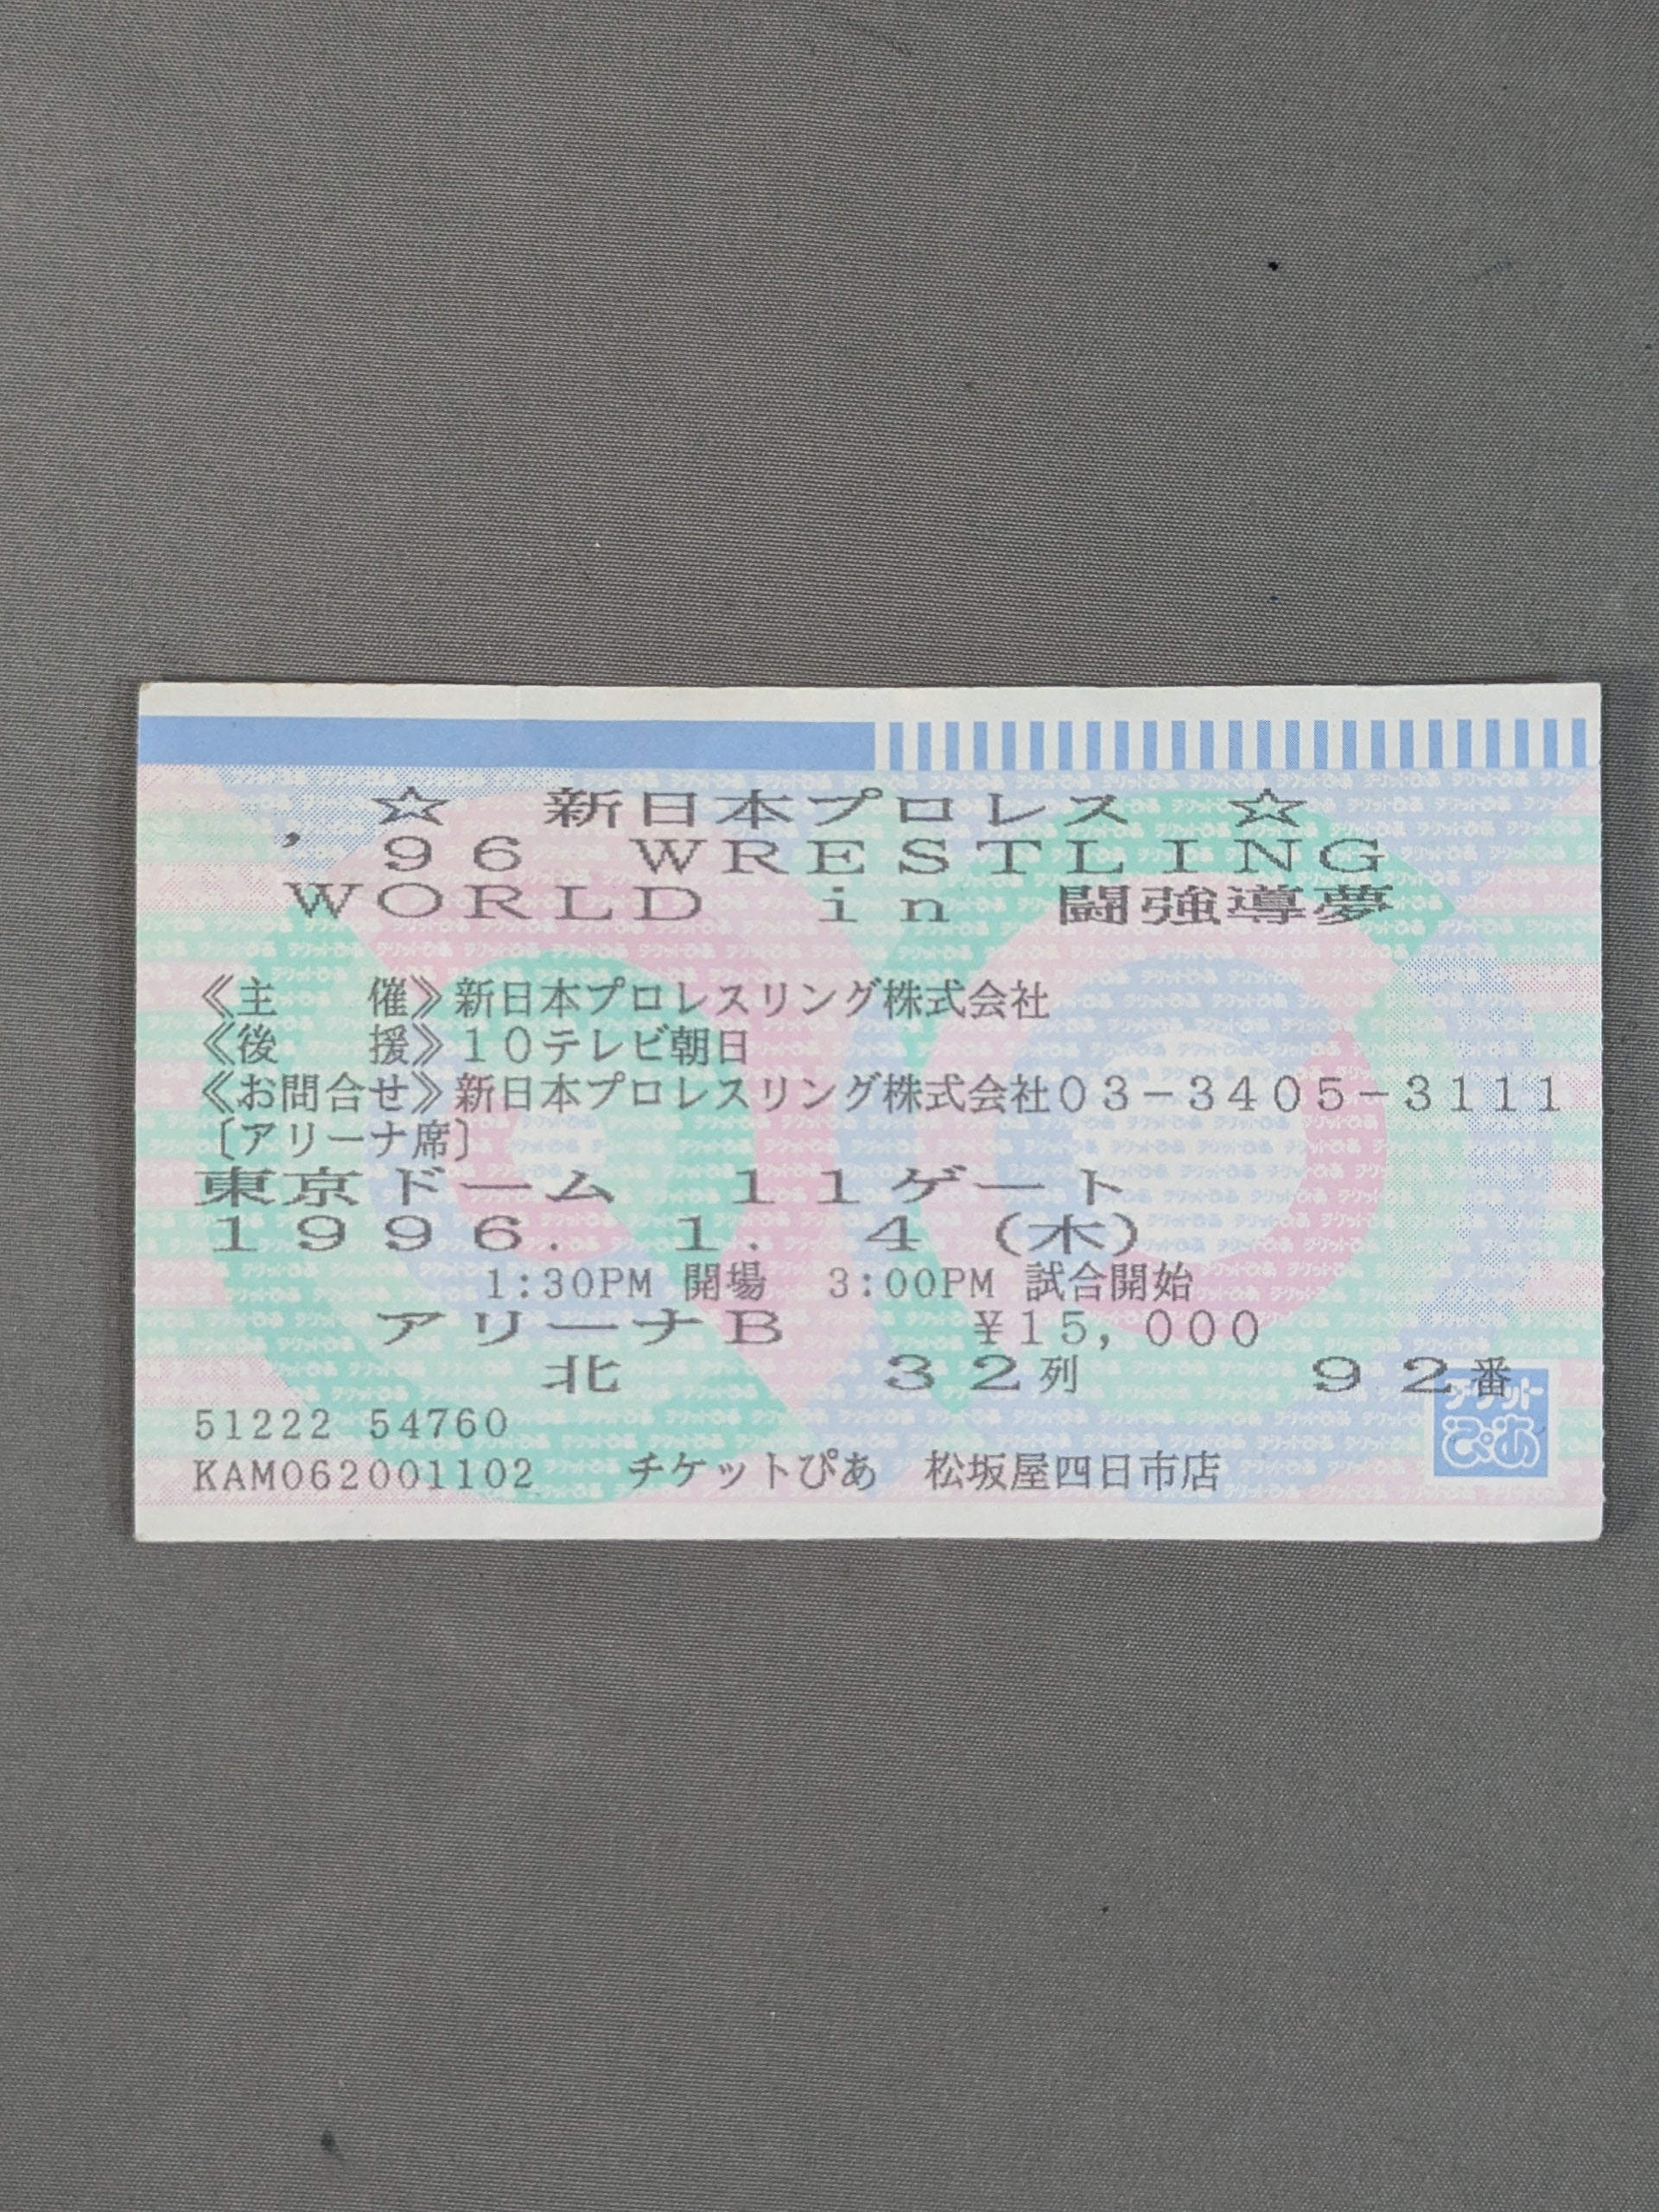 ☆ 新日本プロレス ☆
’96 WRESTLING
WORLD in 闘強導夢
《主 催》新日本プロレスリング株式会社
《後 援》10テレビ朝日
《お問合せ》新日本プロレスリング株式会社03-3405-3111
〔アリーナ席〕
東京ドーム 11ゲート
1996. 1. 4(木)
1:30PM 開場 3:00PM 試合開始
アリーナB ¥15,000
北 32列 92番
51222 54760
KAM062001102 チケットぴあ 松坂屋四日市店
チケット
ぴあ